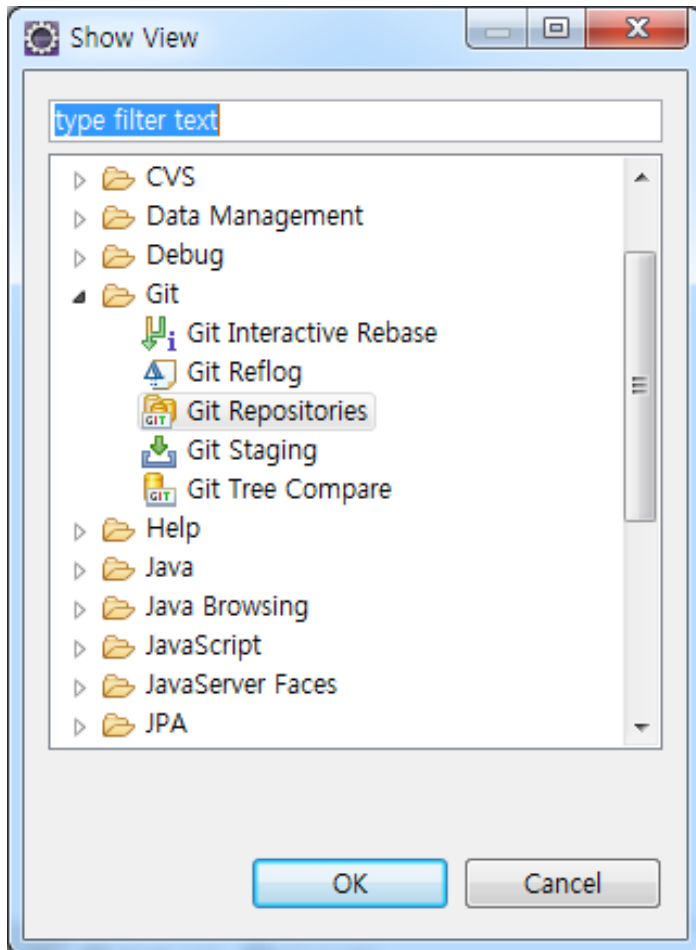 Show View
type filter text
CVS
Data Management
Debug
Git
Git Interactive Rebase
Git Reflog
Git Repositories
Git Staging
Git Tree Compare
Help
Java
Java Browsing
JavaScript
JavaServer Faces
JPA
OK
Cancel